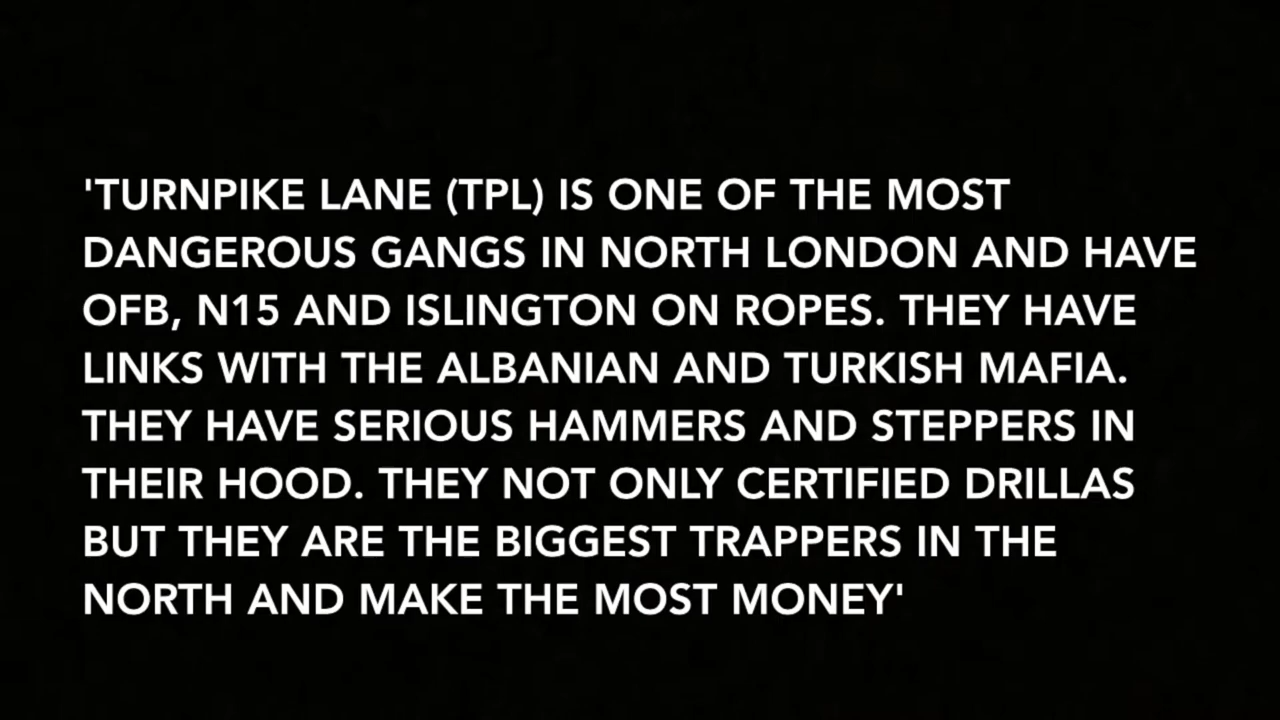 'TURNPIKE LANE (TPL) IS ONE OF THE MOST
DANGEROUS GANGS IN NORTH LONDON AND HAVE
OFB, N15 AND ISLINGTON ON ROPES. THEY HAVE
LINKS WITH THE ALBANIAN AND TURKISH MAFIA.
THEY HAVE SERIOUS HAMMERS AND STEPPERS IN
THEIR HOOD. THEY NOT ONLY CERTIFIED DRILLAS
BUT THEY ARE THE BIGGEST TRAPPERS IN THE
NORTH AND MAKE THE MOST MONEY'